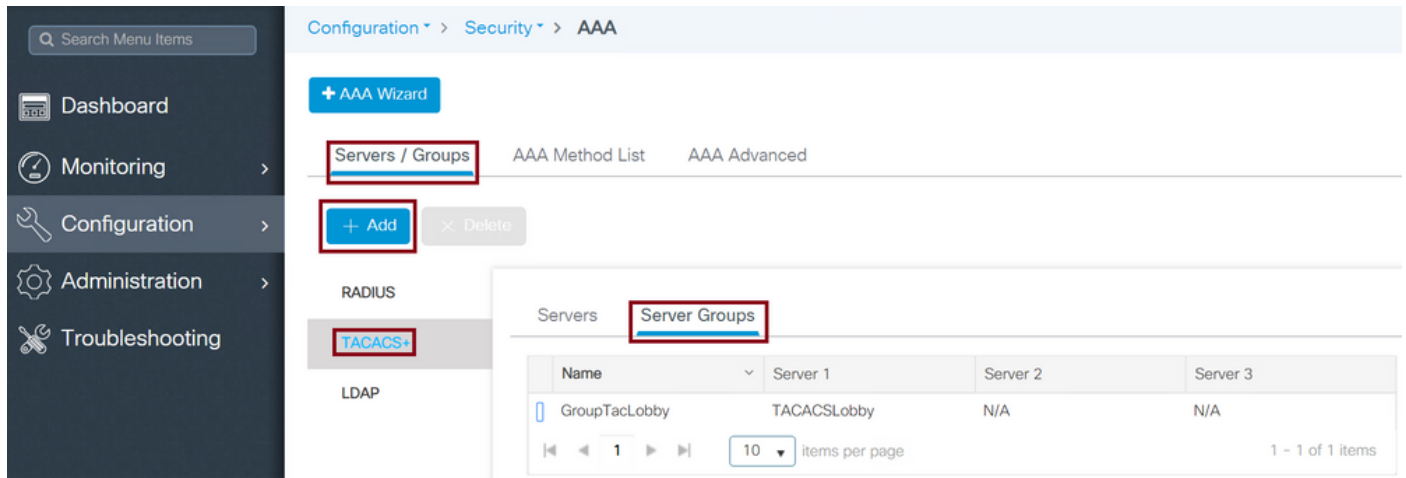 Search Menu Items
Dashboard
Monitoring
Configuration
Administration
Troubleshooting
Configuration > Security > AAA
+ AAA Wizard
Servers / Groups AAA Method List AAA Advanced
+ Add × Delete
RADIUS
TACACS+
LDAP
Servers Server Groups
Name Server 1 Server 2 Server 3
GroupTacLobby TACACSLobby N/A N/A
1 10 items per page 1 - 1 of 1 items